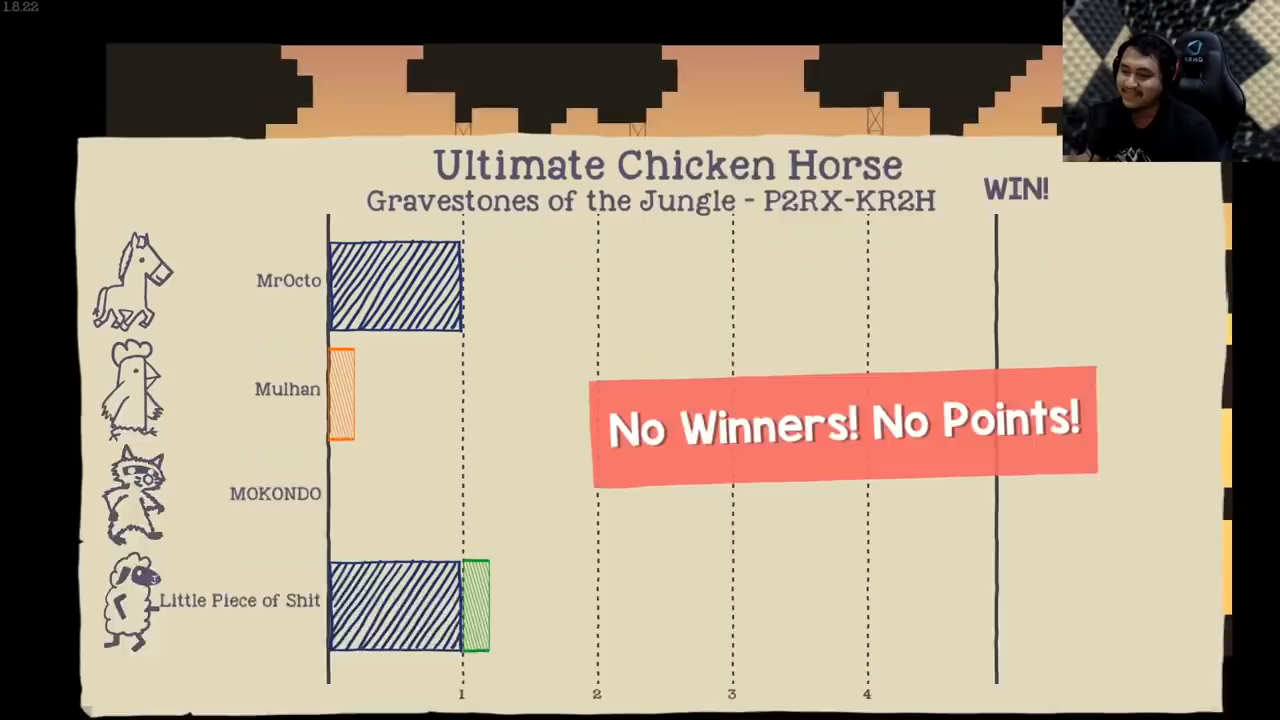 1.8.22
Ultimate Chicken Horse
Gravestones of the Jungle - P2RX-KR2H
WIN!
MrOcto
Mulhan
No Winners! No Points!
MOKONDO
Little Piece of Shit
1 2 3 4